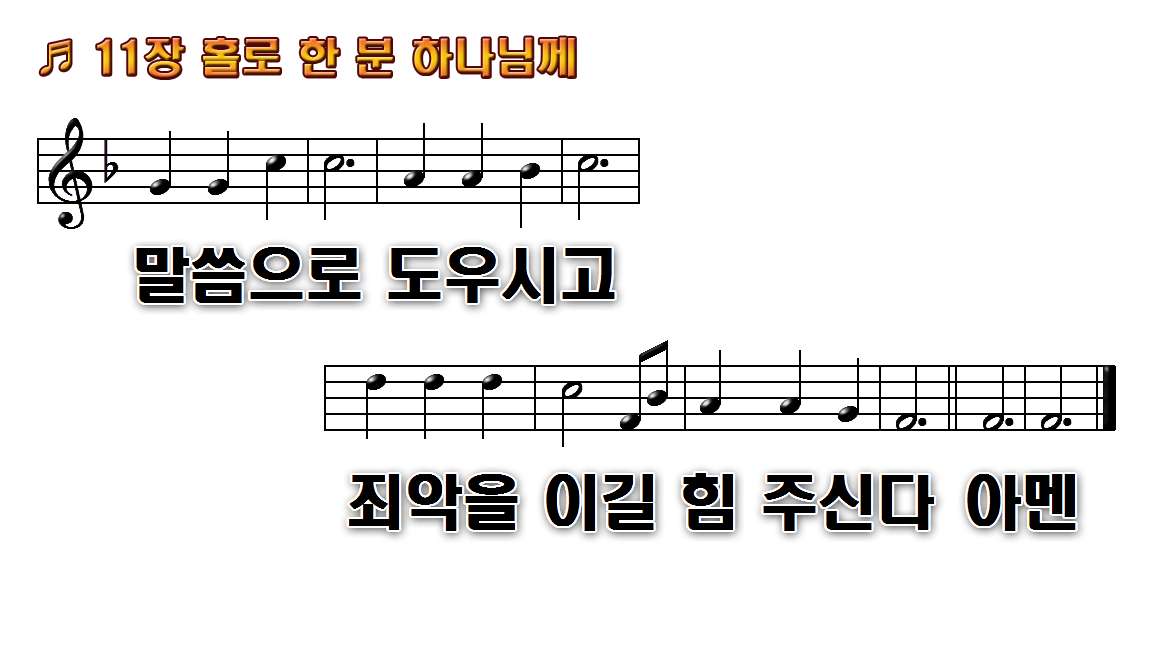 ♬ 11장 홀로 한 분 하나님께
말씀으로 도우시고
죄악을 이길 힘 주신다 아멘